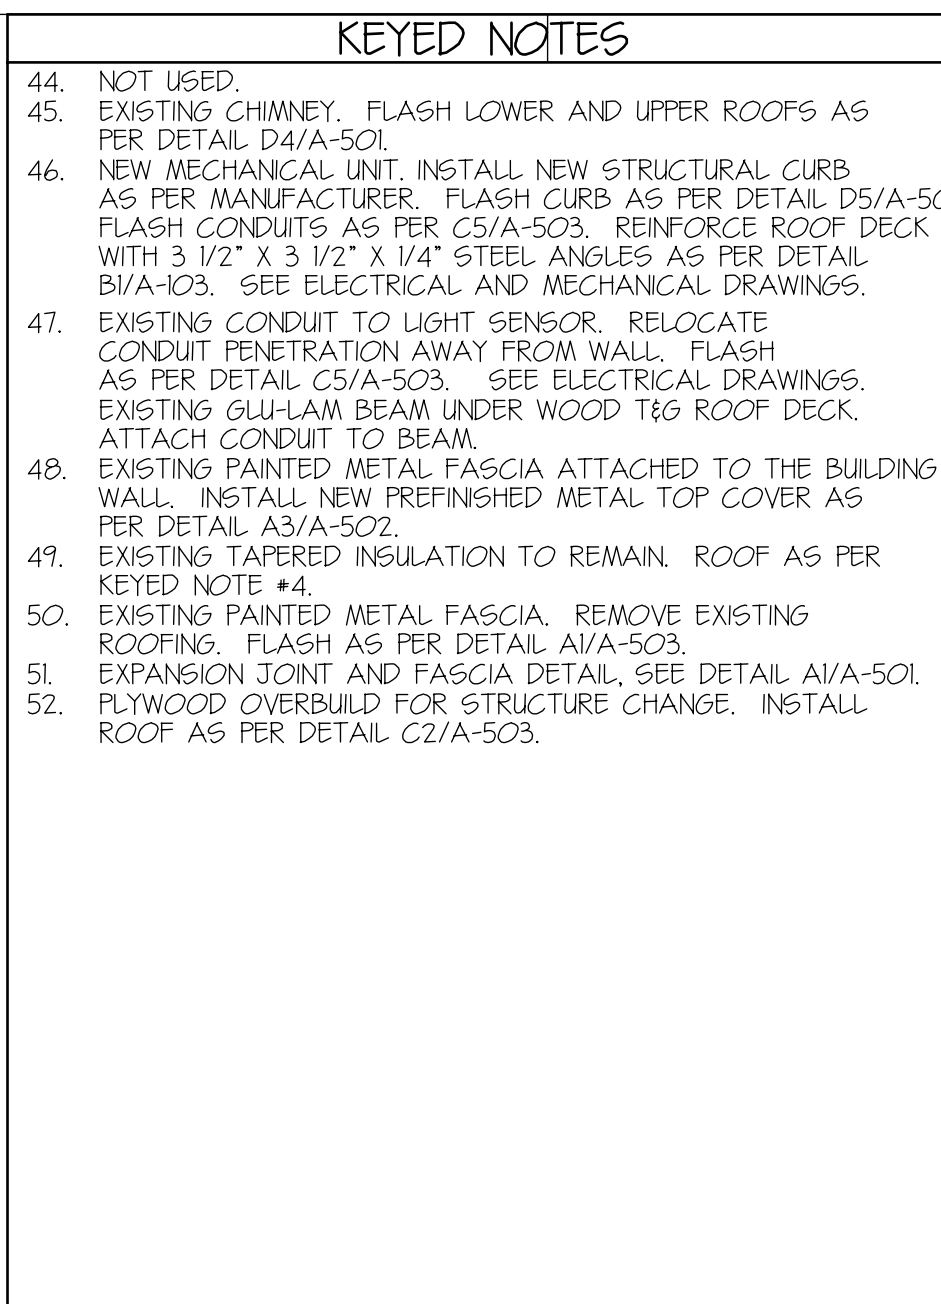 KEYED NOTES
44. NOT USED.
45. EXISTING CHIMNEY. FLASH LOWER AND UPPER ROOFS AS
PER DETAIL D4/A-501.
46. NEW MECHANICAL UNIT. INSTALL NEW STRUCTURAL CURB
AS PER MANUFACTURER. FLASH CURB AS PER DETAIL
FLASH CONDUITS AS PER C5/A-503. REINFORCE ROOF DECK
WITH 3 1/2" X 3 1/2" X 1/4" STEEL ANGLES AS PER DETAIL
B1/A-103. SEE ELECTRICAL AND MECHANICAL DRAWINGS.
47. EXISTING CONDUIT TO LIGHT SENSOR. RELOCATE
CONDUIT PENETRATION AWAY FROM WALL. FLASH
AS PER DETAIL C5/A-503. SEE ELECTRICAL DRAWINGS.
EXISTING GLU-LAM BEAM UNDER WOOD T&G ROOF DECK.
ATTACH CONDUIT TO BEAM.
48. EXISTING PAINTED METAL FASCIA ATTACHED TO THE BUILDING
WALL. INSTALL NEW PREFINISHED METAL TOP COVER AS
PER DETAIL A3/A-502.
49. EXISTING TAPERED INSULATION TO REMAIN. ROOF AS PER
KEYED NOTE #4.
50. EXISTING PAINTED METAL FASCIA. REMOVE EXISTING
ROOFING. FLASH AS PER DETAIL A1/A-503.
51. EXPANSION JOINT AND FASCIA DETAIL, SEE DETAIL A1/A-501.
52. PLYWOOD OVERBUILD FOR STRUCTURE CHANGE. INSTALL
ROOF AS PER DETAIL C2/A-503.